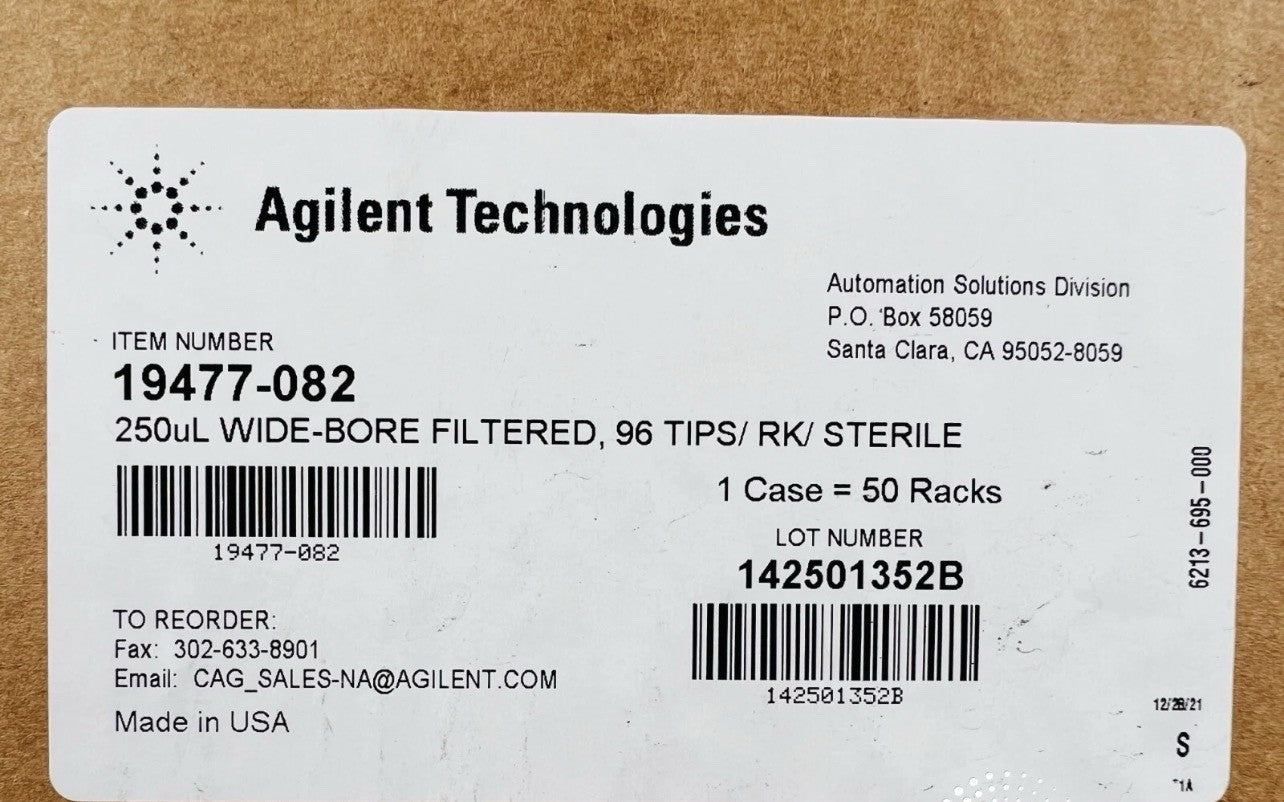 Agilent Technologies
Automation Solutions Division
P.O. Box 58059
Santa Clara, CA 95052-8059
ITEM NUMBER
19477-082
250uL WIDE-BORE FILTERED, 96 TIPS/ RK/ STERILE
19477-082
1 Case = 50 Racks
LOT NUMBER
142501352B
142501352B
6213-695-000
TO REORDER:
Fax: 302-633-8901
Email: CAG_SALES-NA@AGILENT.COM
Made in USA
S
1A